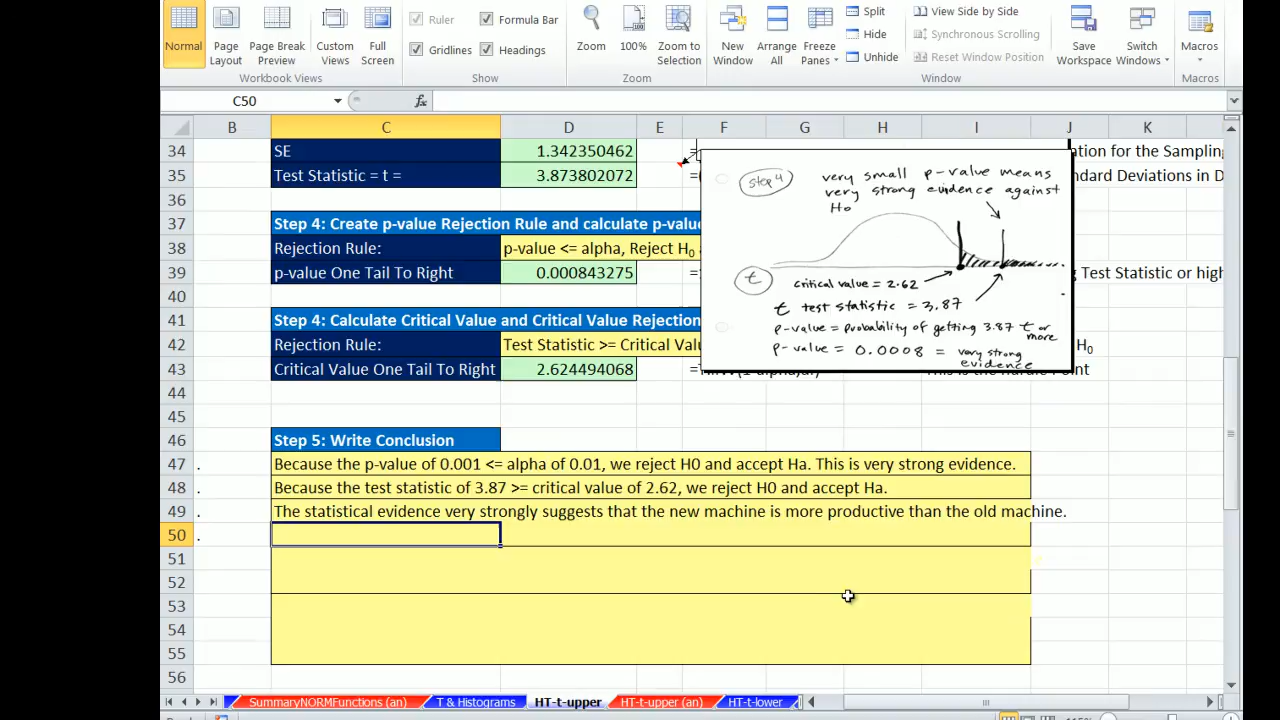 Ruler
Formula Bar
Split
View Side by Side
Hide
Synchronous Scrolling
Normal
Page Layout
Page Break Preview
Custom Views
Full Screen
Gridlines
Headings
Zoom
100%
Zoom to Selection
New Window
Arrange All
Freeze Panes
Unhide
Reset Window Position
Save Workspace
Switch Windows
Macros
Workbook Views
Show
Zoom
Window
Macros
C50
fx
B C D E F G H I J K
34 SE 1.342350462 = ation for the Sampling
35 Test Statistic = t = 3.873802072 =( ndard Deviations in D
36
37 Step 4: Create p-value Rejection Rule and calculate p-valu
38 Rejection Rule: p-value <= alpha, Reject H0
39 p-value One Tail To Right 0.000843275 = g Test Statistic or high
40
41 Step 4: Calculate Critical Value and Critical Value Rejection
42 Rejection Rule: Test Statistic >= Critical Valu H0
43 Critical Value One Tail To Right 2.624494068
44
45
46 Step 5: Write Conclusion
47 . Because the p-value of 0.001 <= alpha of 0.01, we reject H0 and accept Ha. This is very strong evidence.
48 . Because the test statistic of 3.87 >= critical value of 2.62, we reject H0 and accept Ha.
49 . The statistical evidence very strongly suggests that the new machine is more productive than the old machine.
50 .
51
52
53
54
55
56
step 4
very small p-value means
very strong evidence against
Ho
t
critical value = 2.62
t test statistic = 3.87
p-value = probability of getting 3.87 t or more
p-value = 0.0008 = very strong evidence
SummaryNORMFunctions (an) T & Histograms HT-t-upper HT-t-upper (an) HT-t-lower